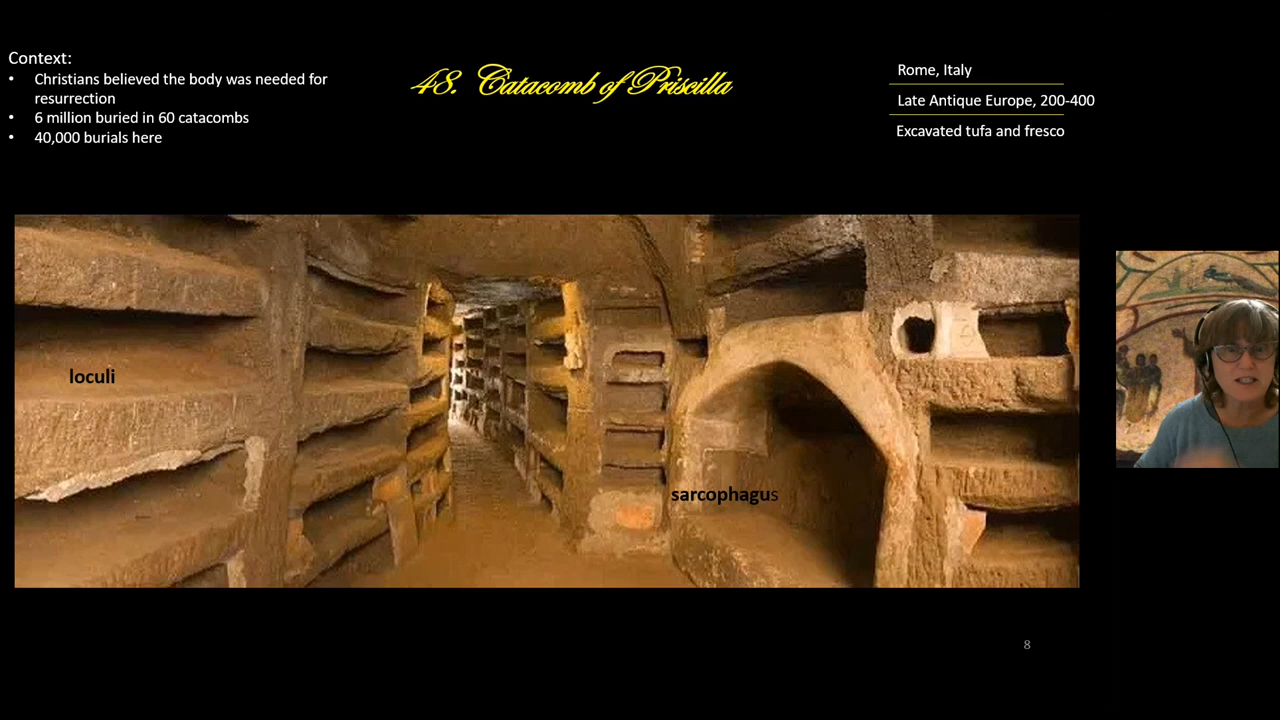 Context:
• Christians believed the body was needed for
resurrection
• 6 million buried in 60 catacombs
• 40,000 burials here
48. Catacomb of Priscilla
Rome, Italy
Late Antique Europe, 200-400
Excavated tufa and fresco
loculi
sarcophagus
8